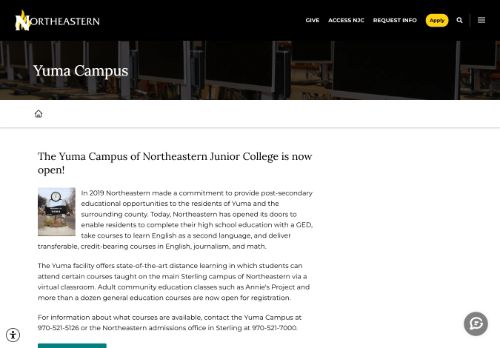 NORTHEASTERN
GIVE ACCESS NJC REQUEST INFO Apply
Yuma Campus
The Yuma Campus of Northeastern Junior College is now
open!
In 2019 Northeastern made a commitment to provide post-secondary
educational opportunities to the residents of Yuma and the
surrounding county. Today, Northeastern has opened its doors to
enable residents to complete their high school education with a GED,
take courses to learn English as a second language, and deliver
transferable, credit-bearing courses in English, journalism, and math.
The Yuma facility offers state-of-the-art distance learning in which students can
attend certain courses taught on the main Sterling campus of Northeastern via a
virtual classroom. Adult community education classes such as Annie's Project and
more than a dozen general education courses are now open for registration.
For information about what courses are available, contact the Yuma Campus at
970-521-5126 or the Northeastern admissions office in Sterling at 970-521-7000.